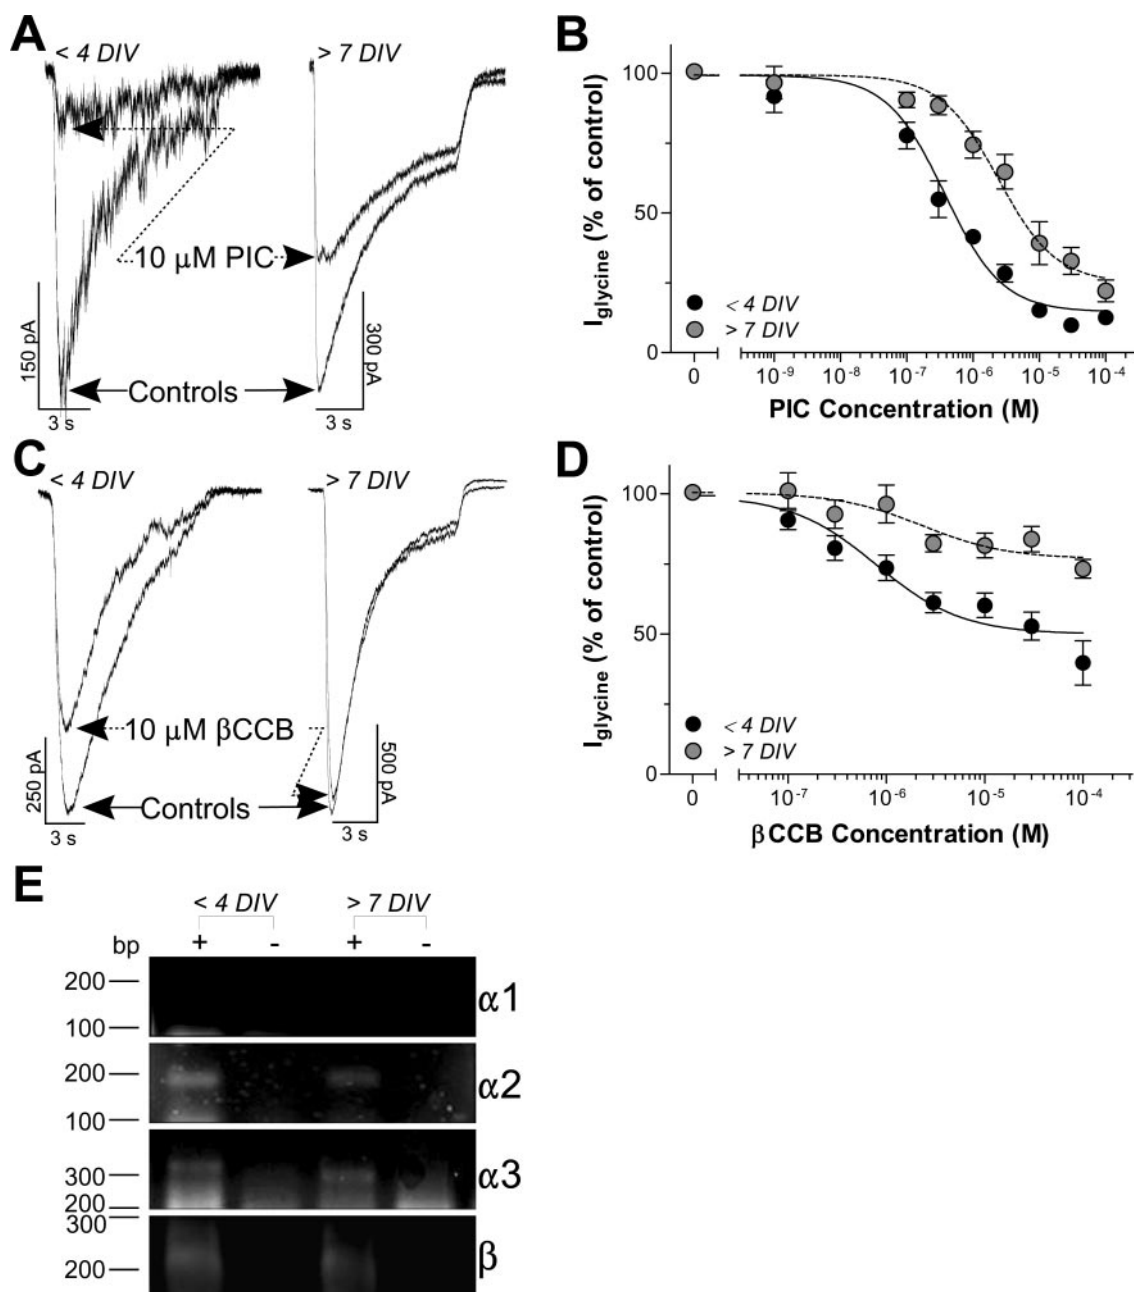 A
< 4 DIV
> 7 DIV
10 μM PIC
Controls
150 pA
3 s
300 pA
3 s
B
I_glycine (% of control)
100
50
0
< 4 DIV
> 7 DIV
0
10⁻⁹
10⁻⁸
10⁻⁷
10⁻⁶
10⁻⁵
10⁻⁴
PIC Concentration (M)
C
< 4 DIV
> 7 DIV
10 μM βCCB
Controls
250 pA
3 s
500 pA
3 s
D
I_glycine (% of control)
100
50
0
< 4 DIV
> 7 DIV
0
10⁻⁷
10⁻⁶
10⁻⁵
10⁻⁴
βCCB Concentration (M)
E
< 4 DIV
> 7 DIV
bp
+
-
+
-
200
100
α1
200
100
α2
300
200
α3
300
200
β